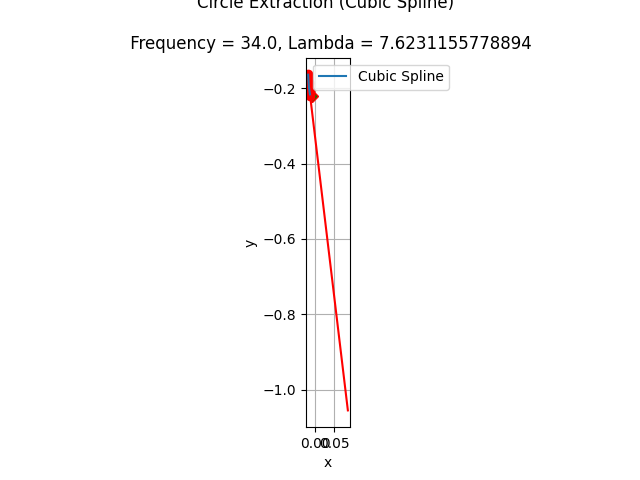 Circle Extraction (Cubic Spline)
Frequency = 34.0, Lambda = 7.6231155778894
Cubic Spline
−0.2
−0.4
−0.6
−0.8
−1.0
y
0.00
0.05
x